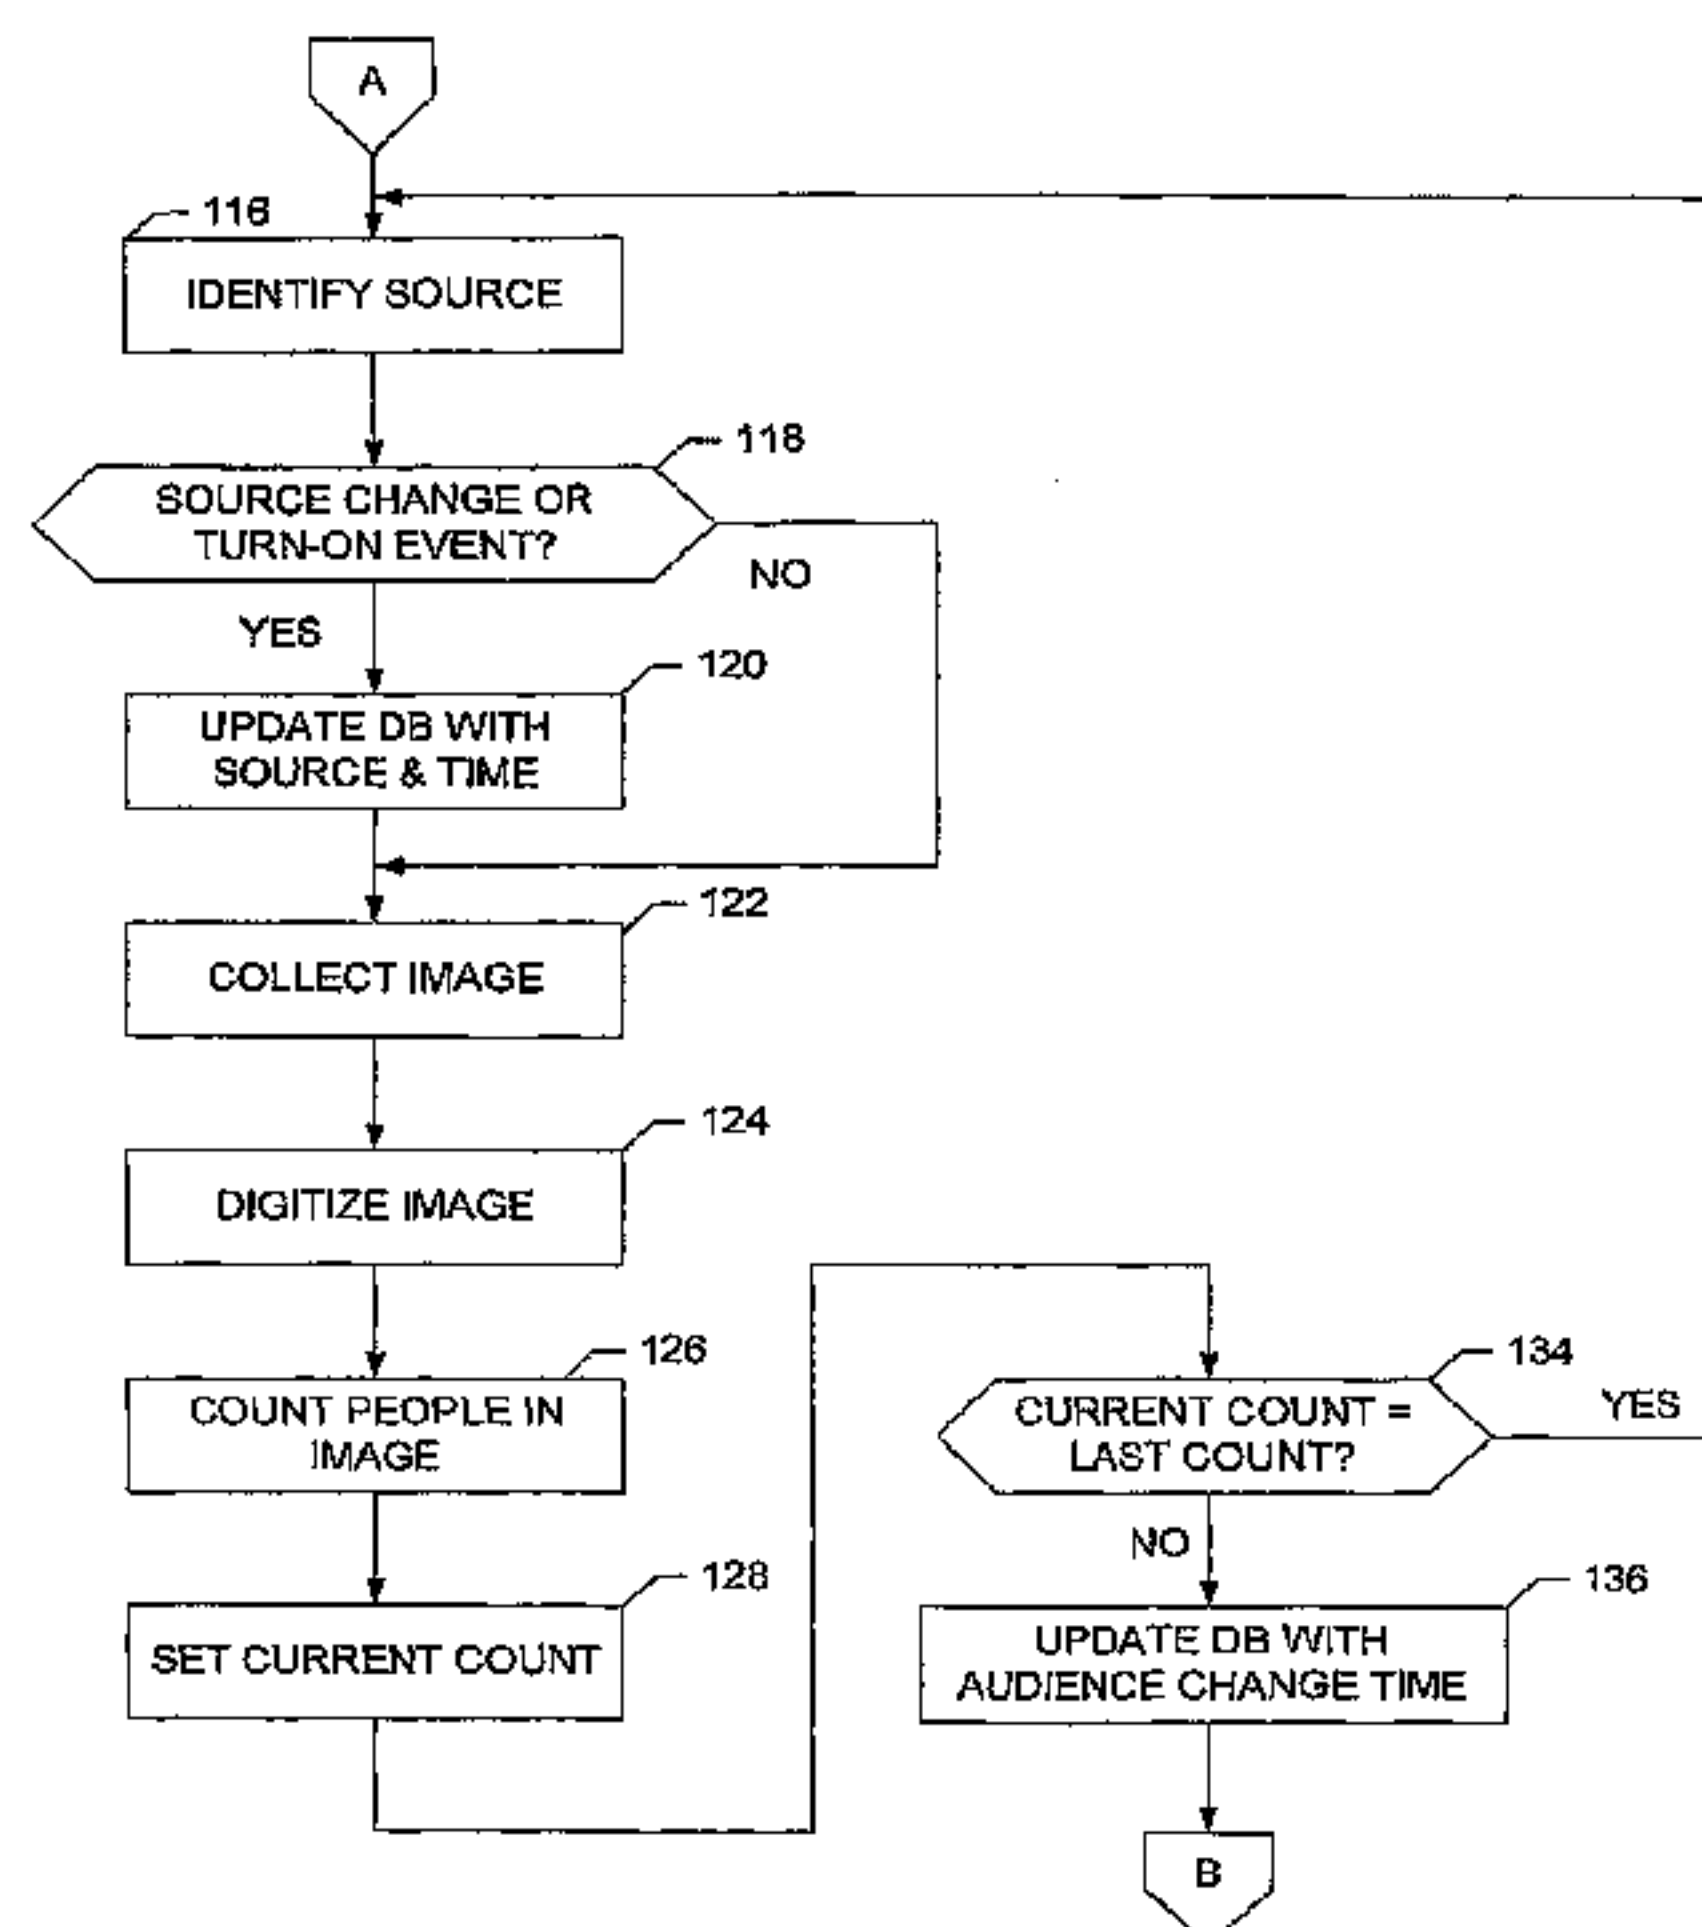 A
116
IDENTIFY SOURCE
118
SOURCE CHANGE OR
TURN-ON EVENT?
NO
YES
120
UPDATE DB WITH
SOURCE & TIME
122
COLLECT IMAGE
124
DIGITIZE IMAGE
126
COUNT PEOPLE IN
IMAGE
128
SET CURRENT COUNT
134
CURRENT COUNT =
LAST COUNT?
YES
NO
136
UPDATE DB WITH
AUDIENCE CHANGE TIME
B